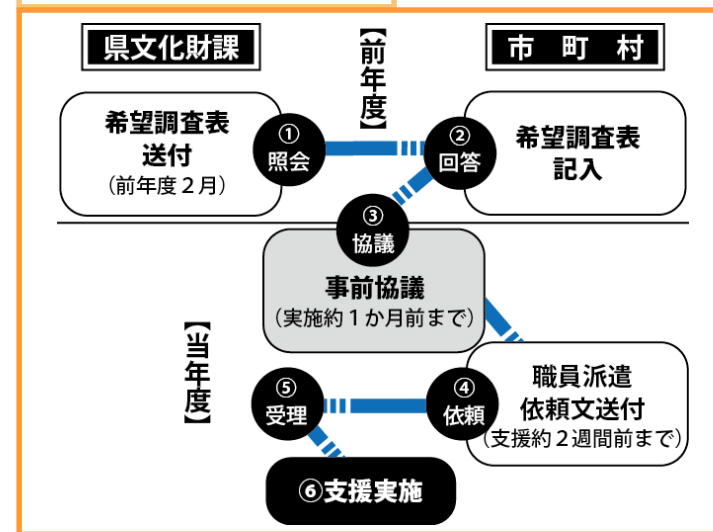 県文化財課
【前年度】
市町村
希望調査表
送付
(前年度2月)
①
照会
②
回答
希望調査表
記入
③
協議
事前協議
(実施約1か月前まで)
【当年度】
⑤
受理
④
依頼
職員派遣
依頼文送付
(支援約2週間前まで)
⑥支援実施